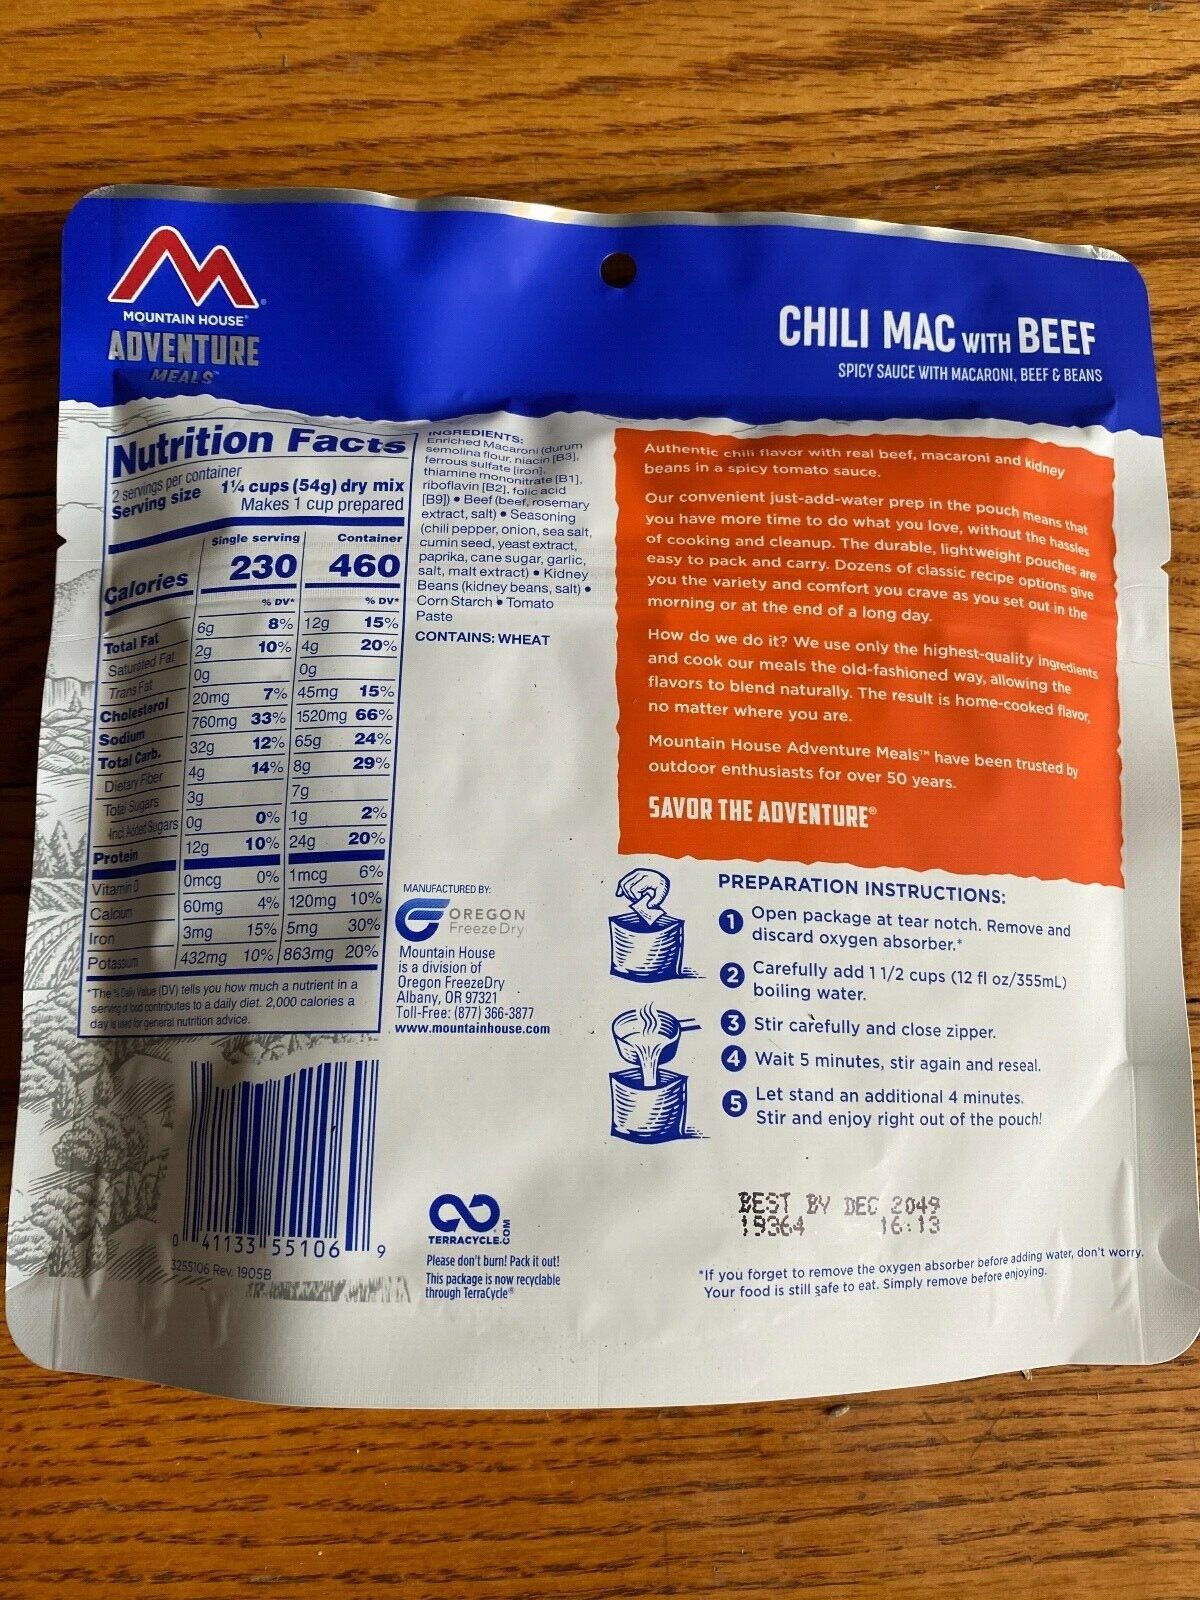 MOUNTAIN HOUSE®
ADVENTURE
MEALS™
CHILI MAC WITH BEEF
SPICY SAUCE WITH MACARONI, BEEF & BEANS
Nutrition Facts
2 servings per container
Serving size 1¼ cups (54g) dry mix
Makes 1 cup prepared
Single serving Container
Calories 230 460
% DV* % DV*
Total Fat 6g 8% 12g 15%
Saturated Fat 2g 10% 4g 20%
Trans Fat 0g 0g
Cholesterol 20mg 7% 45mg 15%
Sodium 760mg 33% 1520mg 66%
Total Carb. 32g 12% 65g 24%
Dietary Fiber 4g 14% 8g 29%
Total Sugars 3g 7g
Incl Added Sugars 0g 0% 1g 2%
Protein 12g 10% 24g 20%
Vitamin D 0mcg 0% 1mcg 6%
Calcium 60mg 4% 120mg 10%
Iron 3mg 15% 5mg 30%
Potassium 432mg 10% 863mg 20%
*The % Daily Value (DV) tells you how much a nutrient in a
serving of food contributes to a daily diet. 2,000 calories a
day is used for general nutrition advice.
INGREDIENTS:
Enriched Macaroni (durum
semolina flour, niacin [B3],
ferrous sulfate [iron],
thiamine mononitrate [B1],
riboflavin [B2], folic acid
[B9]) • Beef (beef, rosemary
extract, salt) • Seasoning
(chili pepper, onion, sea salt,
cumin seed, yeast extract,
paprika, cane sugar, garlic,
salt, malt extract) • Kidney
Beans (kidney beans, salt) •
Corn Starch • Tomato
Paste
CONTAINS: WHEAT
MANUFACTURED BY:
OREGON
FreezeDry
Mountain House
is a division of
Oregon FreezeDry
Albany, OR 97321
Toll-Free: (877) 366-3877
www.mountainhouse.com
Authentic chili flavor with real beef, macaroni and kidney
beans in a spicy tomato sauce.
Our convenient just-add-water prep in the pouch means that
you have more time to do what you love, without the hassles
of cooking and cleanup. The durable, lightweight pouches are
easy to pack and carry. Dozens of classic recipe options give
you the variety and comfort you crave as you set out in the
morning or at the end of a long day.
How do we do it? We use only the highest-quality ingredients
and cook our meals the old-fashioned way, allowing the
flavors to blend naturally. The result is home-cooked flavor,
no matter where you are.
Mountain House Adventure Meals™ have been trusted by
outdoor enthusiasts for over 50 years.
SAVOR THE ADVENTURE®
PREPARATION INSTRUCTIONS:
1 Open package at tear notch. Remove and
discard oxygen absorber.*
2 Carefully add 1 1/2 cups (12 fl oz/355mL)
boiling water.
3 Stir carefully and close zipper.
4 Wait 5 minutes, stir again and reseal.
5 Let stand an additional 4 minutes.
Stir and enjoy right out of the pouch!
BEST BY DEC 2049
19364 16:13
*If you forget to remove the oxygen absorber before adding water, don't worry.
Your food is still safe to eat. Simply remove before enjoying.
0 41133 55106 9
3255106 Rev. 1905B
TERRACYCLE.COM
Please don't burn! Pack it out!
This package is now recyclable
through TerraCycle®